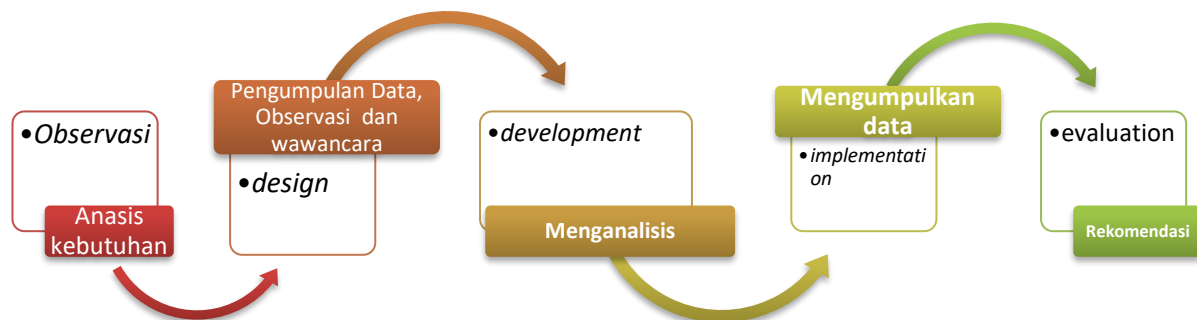 •Observasi
Anasis
kebutuhan
Pengumpulan Data,
Observasi dan
wawancara
•design
•development
Menganalisis
Mengumpulkan
data
•implementati
on
•evaluation
Rekomendasi